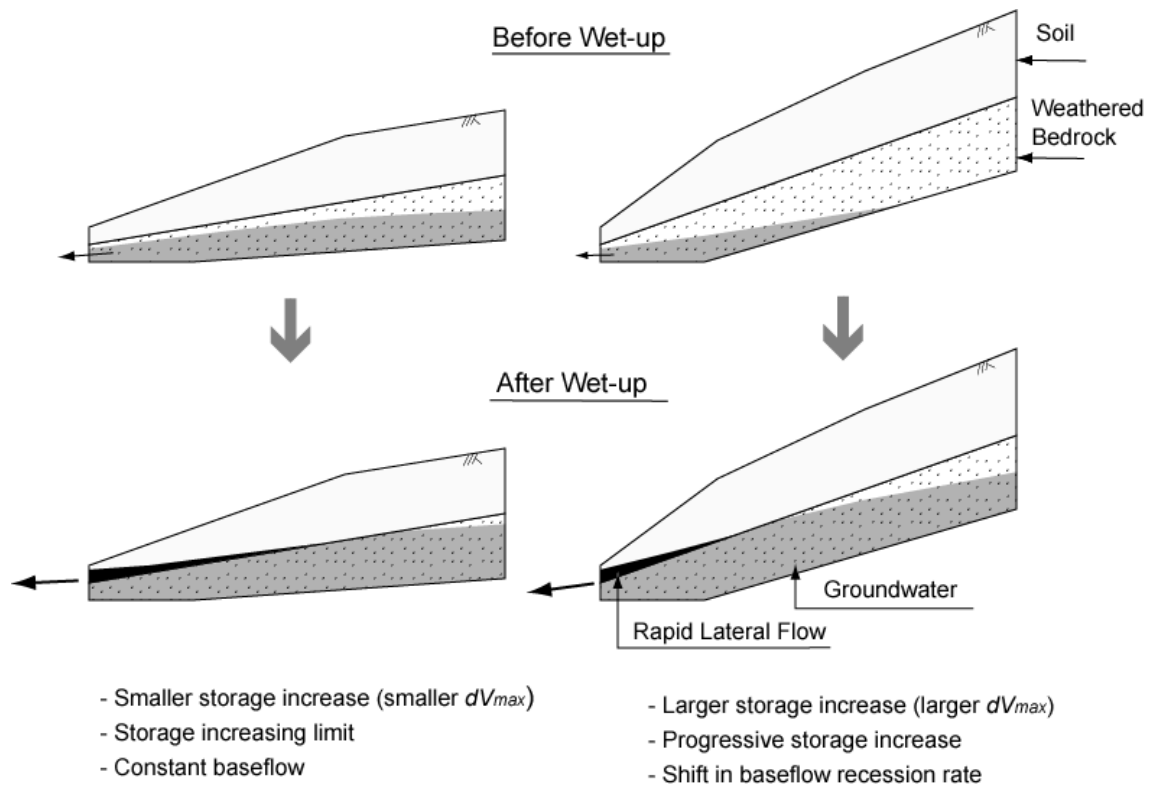 Before Wet-up
Soil
Weathered
Bedrock
After Wet-up
Groundwater
Rapid Lateral Flow
- Smaller storage increase (smaller dVmax)
- Storage increasing limit
- Constant baseflow
- Larger storage increase (larger dVmax)
- Progressive storage increase
- Shift in baseflow recession rate